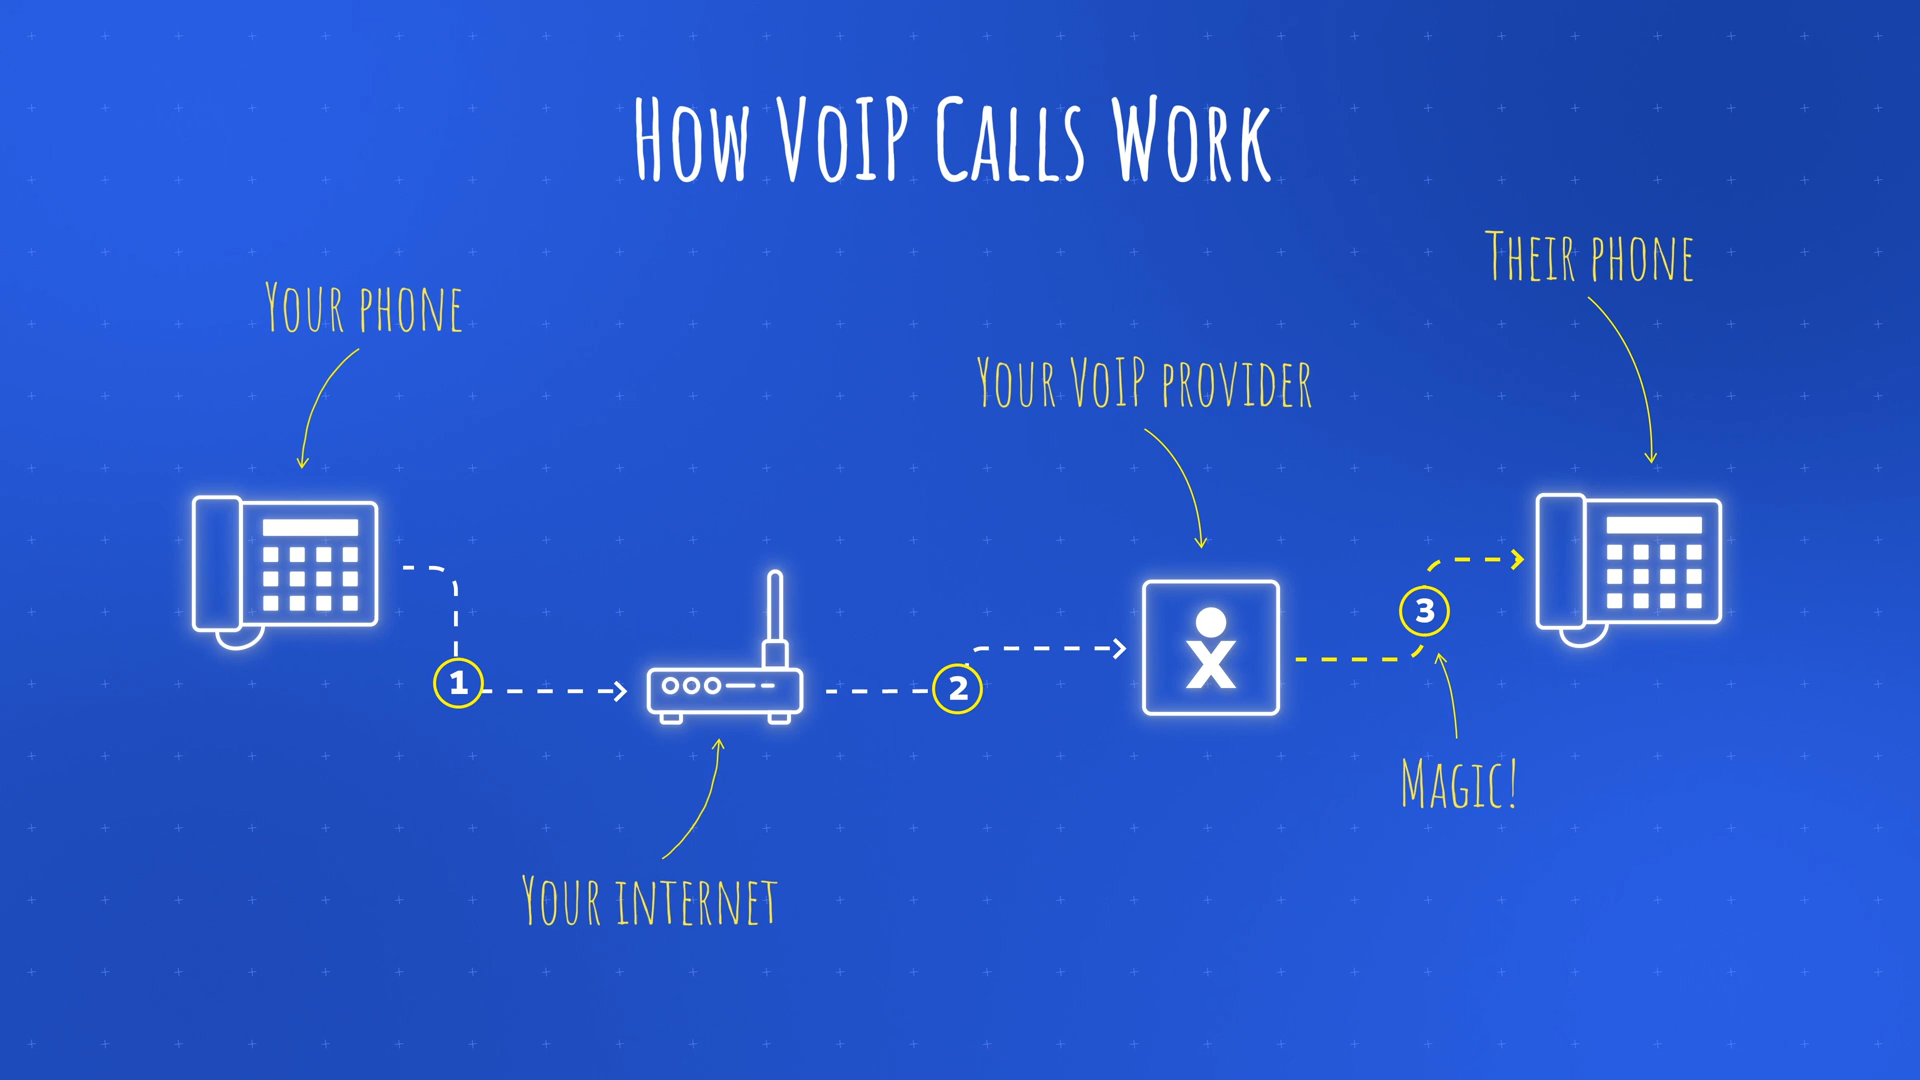 How VoIP Calls Work
Their phone
Your phone
Your VoIP provider
3
1
2
Magic!
Your internet